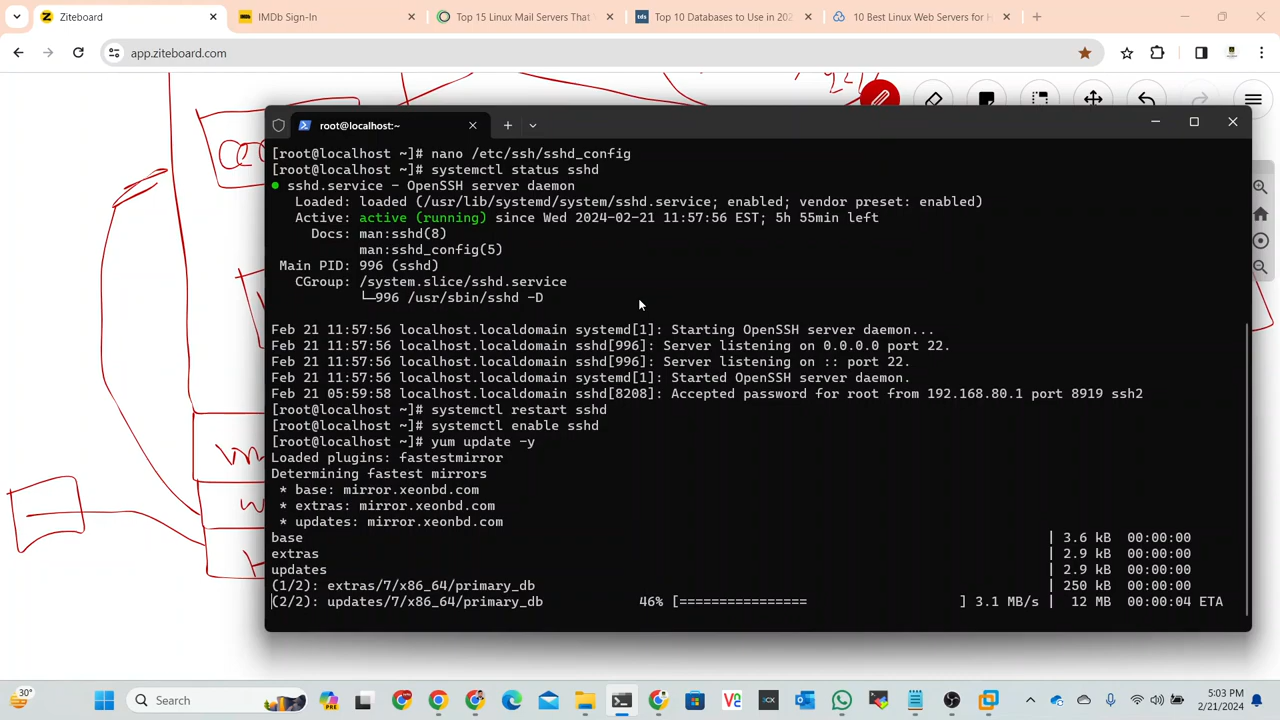 Ziteboard
IMDb Sign-In
Top 15 Linux Mail Servers That
Top 10 Databases to Use in 202
10 Best Linux Web Servers for H
app.ziteboard.com
root@localhost:~
[root@localhost ~]# nano /etc/ssh/sshd_config
[root@localhost ~]# systemctl status sshd
● sshd.service - OpenSSH server daemon
Loaded: loaded (/usr/lib/systemd/system/sshd.service; enabled; vendor preset: enabled)
Active: active (running) since Wed 2024-02-21 11:57:56 EST; 5h 55min left
Docs: man:sshd(8)
man:sshd_config(5)
Main PID: 996 (sshd)
CGroup: /system.slice/sshd.service
└─996 /usr/sbin/sshd -D
Feb 21 11:57:56 localhost.localdomain systemd[1]: Starting OpenSSH server daemon...
Feb 21 11:57:56 localhost.localdomain sshd[996]: Server listening on 0.0.0.0 port 22.
Feb 21 11:57:56 localhost.localdomain sshd[996]: Server listening on :: port 22.
Feb 21 11:57:56 localhost.localdomain systemd[1]: Started OpenSSH server daemon.
Feb 21 05:59:58 localhost.localdomain sshd[8208]: Accepted password for root from 192.168.80.1 port 8919 ssh2
[root@localhost ~]# systemctl restart sshd
[root@localhost ~]# systemctl enable sshd
[root@localhost ~]# yum update -y
Loaded plugins: fastestmirror
Determining fastest mirrors
* base: mirror.xeonbd.com
* extras: mirror.xeonbd.com
* updates: mirror.xeonbd.com
base | 3.6 kB 00:00:00
extras | 2.9 kB 00:00:00
updates | 2.9 kB 00:00:00
(1/2): extras/7/x86_64/primary_db | 250 kB 00:00:00
(2/2): updates/7/x86_64/primary_db 46% [================ ] 3.1 MB/s | 12 MB 00:00:04 ETA
30°
Search
PRE
5:03 PM
2/21/2024